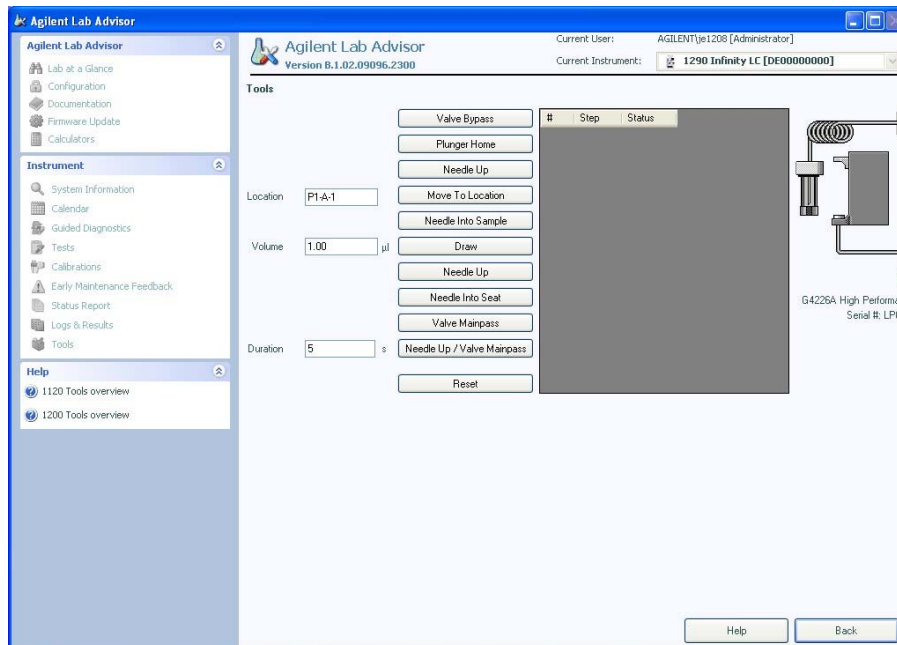 Agilent Lab Advisor
Agilent Lab Advisor
Lab at a Glance
Configuration
Documentation
Firmware Update
Calculators
Instrument
System Information
Calendar
Guided Diagnostics
Tests
Calibrations
Early Maintenance Feedback
Status Report
Logs & Results
Tools
Help
1120 Tools overview
1200 Tools overview
Agilent Lab Advisor
Version B.1.02.09096.2300
Current User: AGILENT\je1208 [Administrator]
Current Instrument: 1290 Infinity LC [DE00000000]
Tools
Valve Bypass
Plunger Home
Needle Up
Location P1-A-1 Move To Location
Needle Into Sample
Volume 1.00 µl Draw
Needle Up
Needle Into Seat
Valve Mainpass
Duration 5 s Needle Up / Valve Mainpass
Reset
# Step Status
G4226A High Performa
Serial #: LP
Help Back